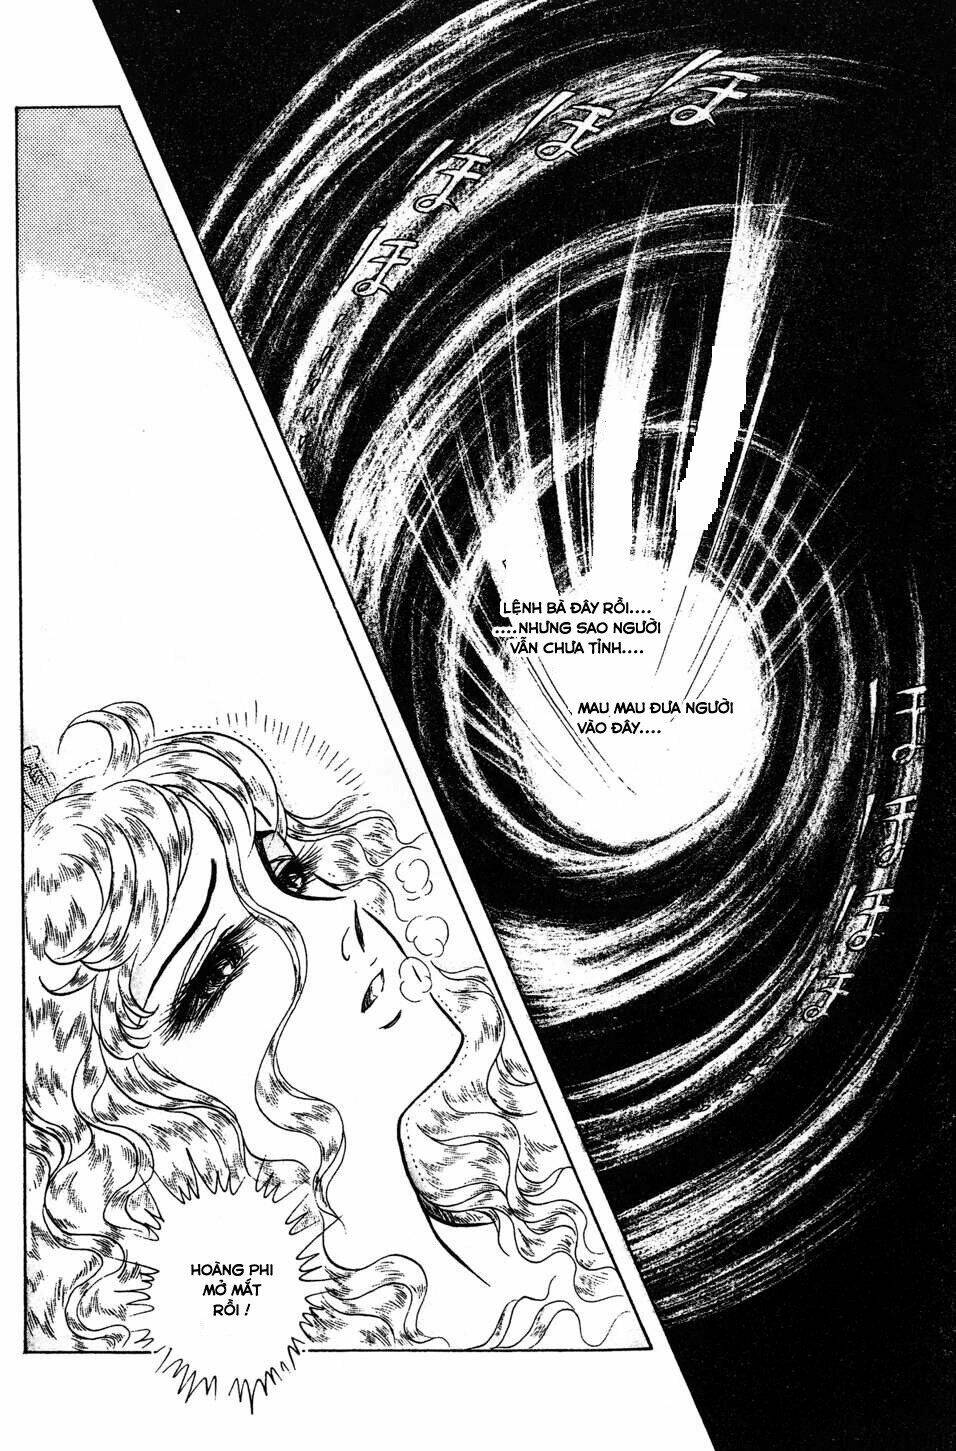 ほ！ほ！ほ！ほ！
LỆNH BÀ ĐÂY RỒI....
....NHƯNG SAO NGƯỜI
VẪN CHƯA TỈNH....
MAU MAU ĐƯA NGƯỜI
VÀO ĐÂY....
HOÀNG PHI
MỞ MẮT
RỒI !